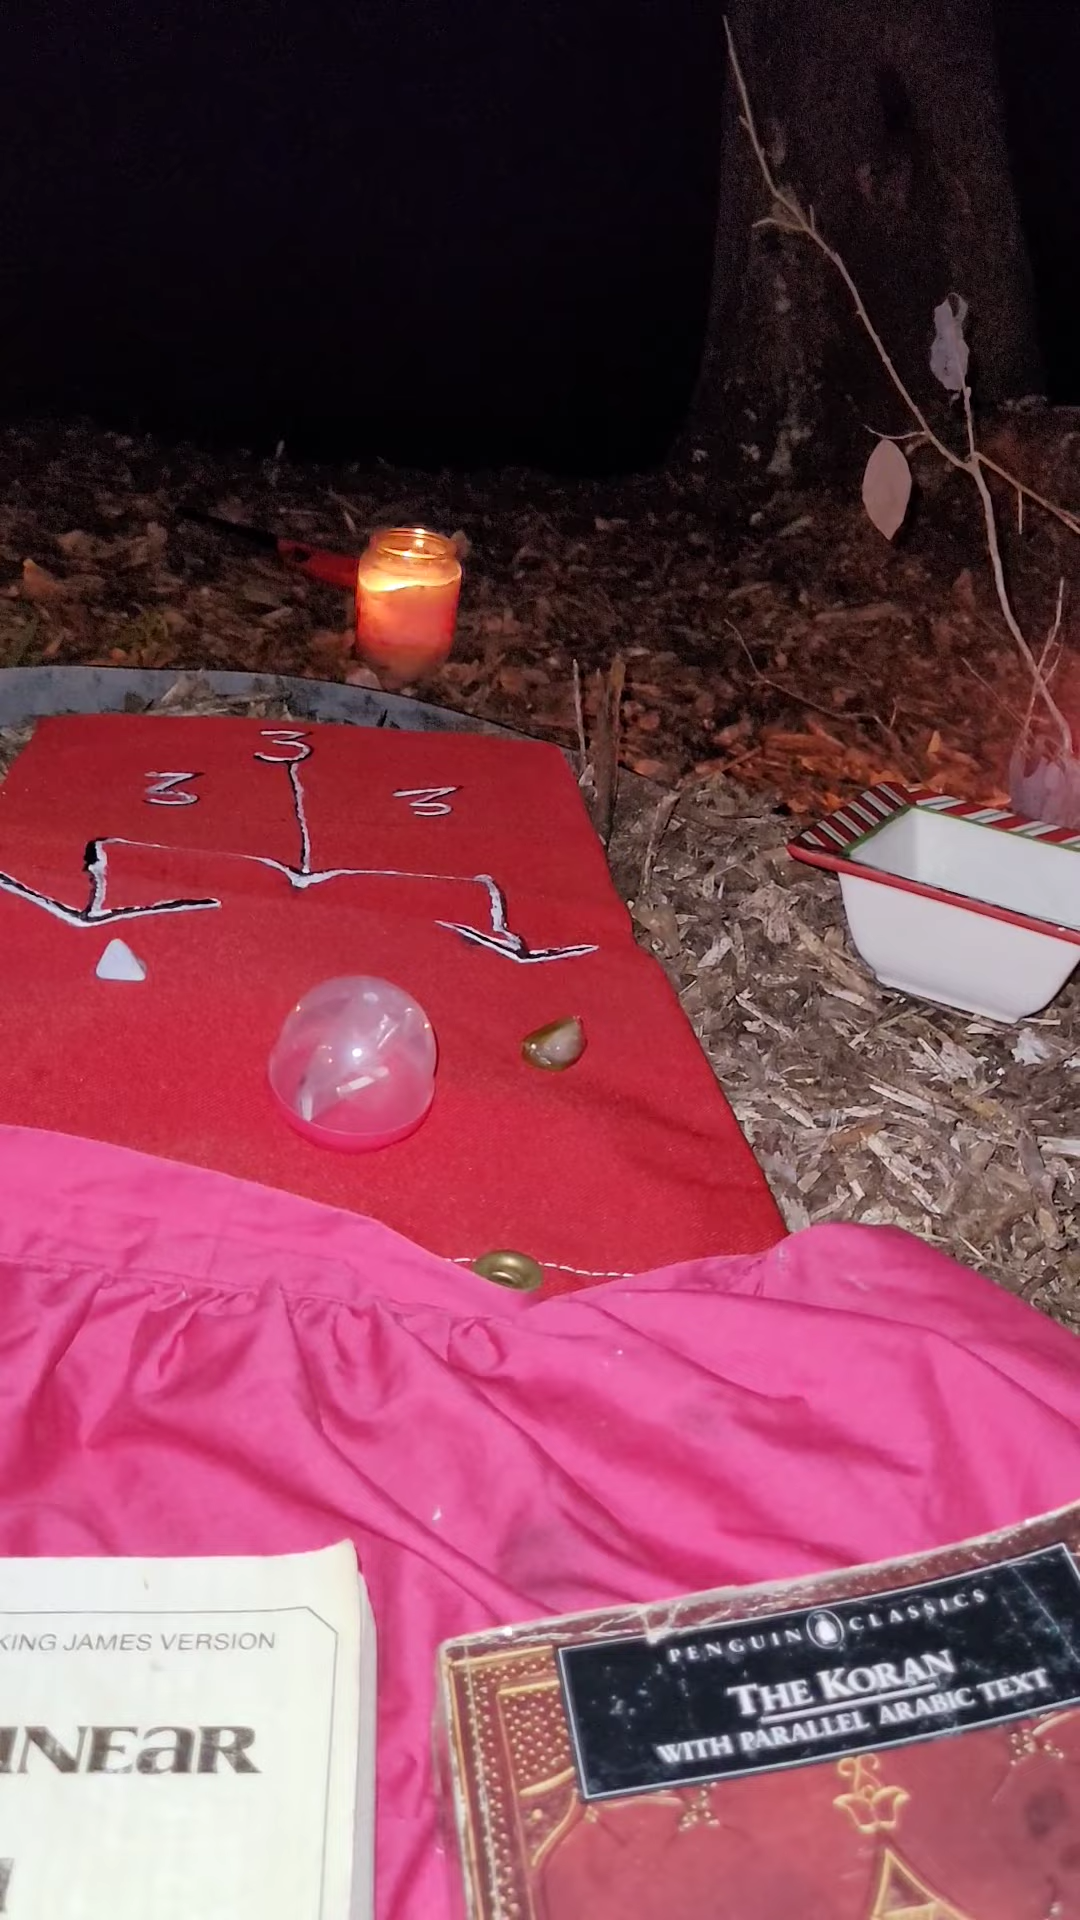 3
3 3
KING JAMES VERSION
INEAR
PENGUIN CLASSICS
THE KORAN
WITH PARALLEL ARABIC TEXT